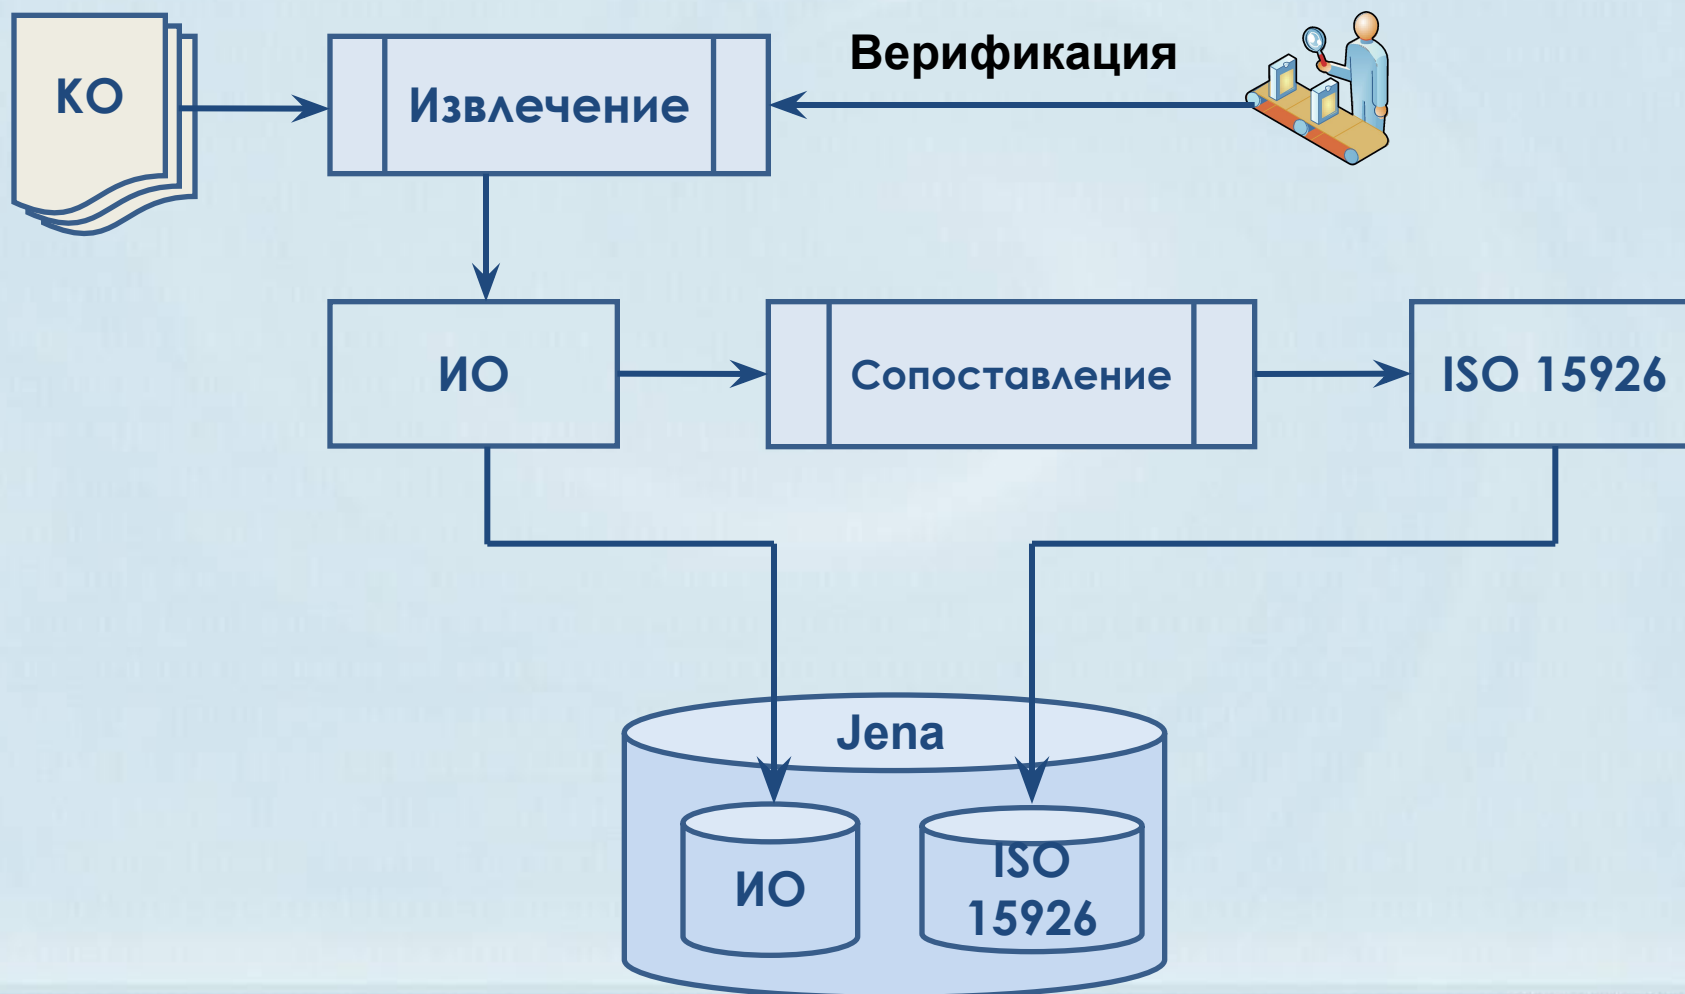 КО
Извлечение
Верификация
ИО
Сопоставление
ISO 15926
Jena
ИО
ISO
15926